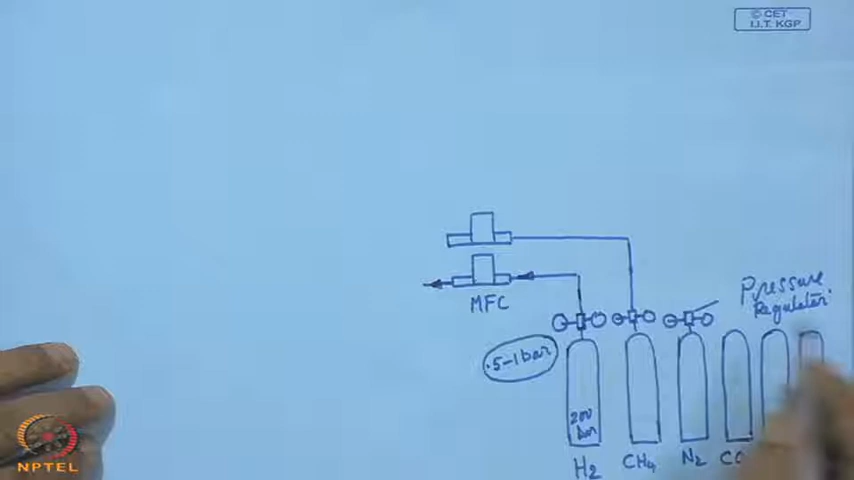 © CET
I.I.T. KGP
Pressure
Regulator
MFC
.5-1 bar
200
bar
H2
CH4
N2
NPTEL